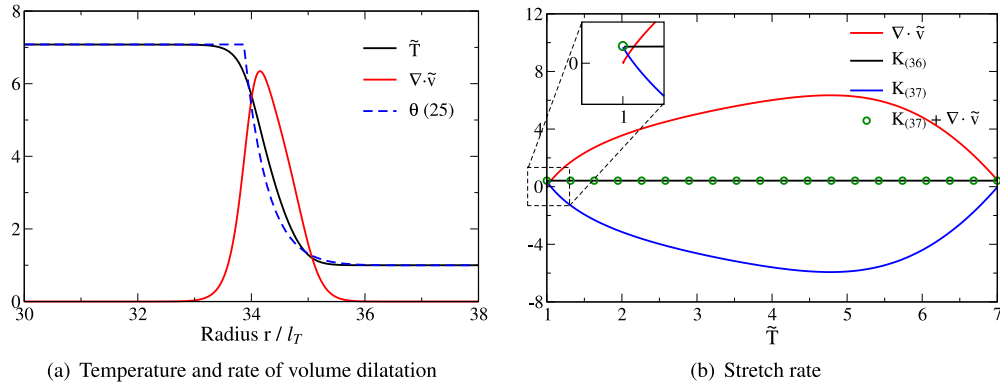 8
6
4
2
0
30
32
34
36
38
T̃
∇·ṽ
θ (25)
Radius r / l_T
(a) Temperature and rate of volume dilatation
12
8
4
0
-4
-8
1
2
3
4
5
6
7
0
1
∇· ṽ
K(36)
K(37)
K(37) + ∇· ṽ
T̃
(b) Stretch rate